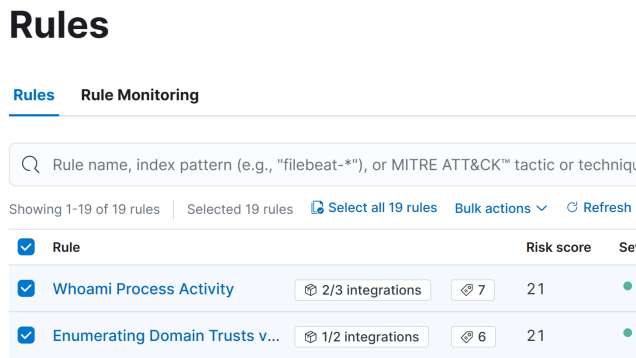 Rules
Rules Rule Monitoring
Rule name, index pattern (e.g., "filebeat-*"), or MITRE ATT&CK™ tactic or techniqu
Showing 1-19 of 19 rules Selected 19 rules Select all 19 rules Bulk actions Refresh
Rule Risk score Se
Whoami Process Activity 2/3 integrations 7 21
Enumerating Domain Trusts v... 1/2 integrations 6 21